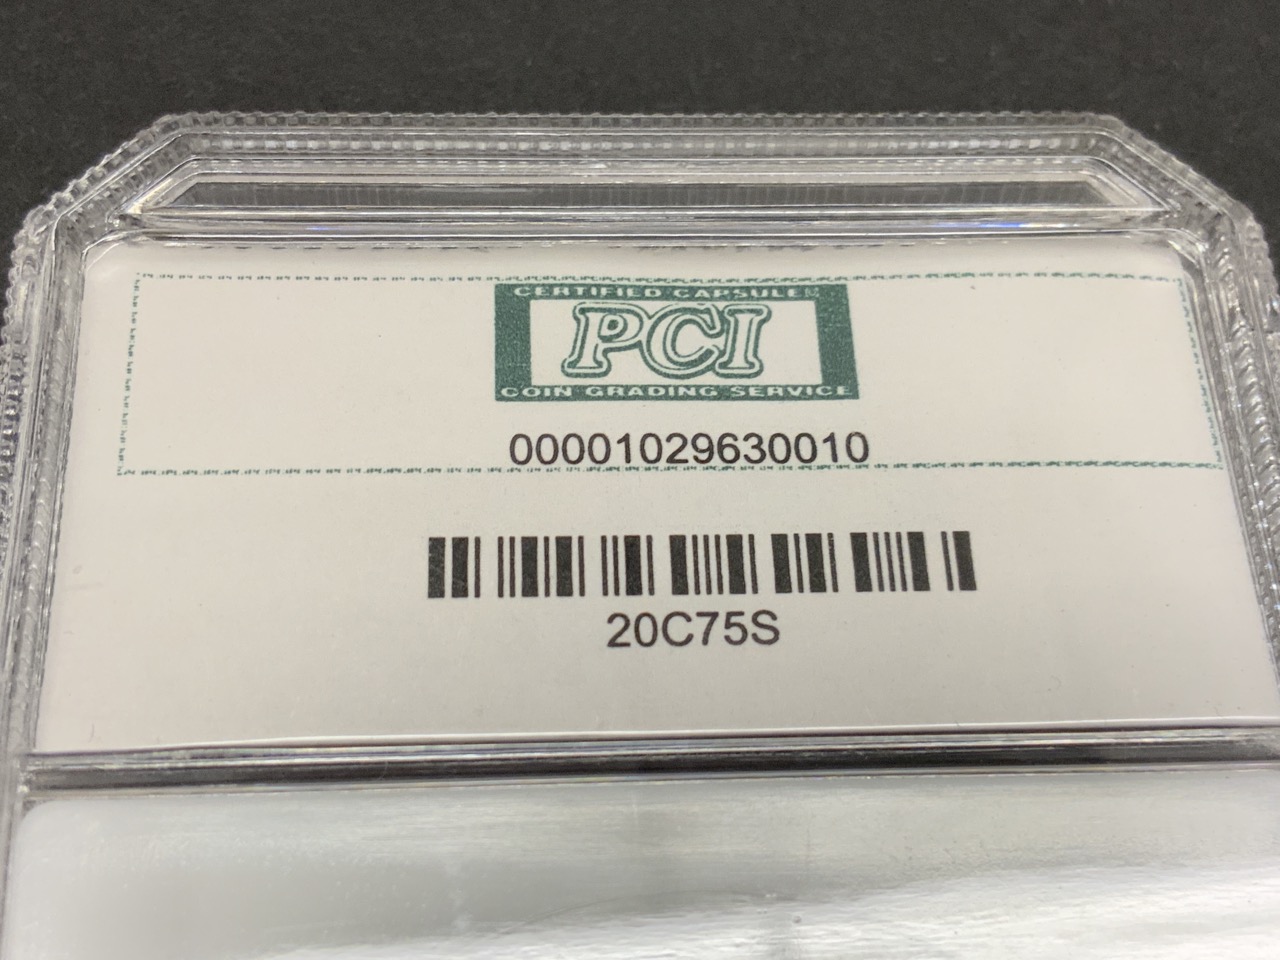 CERTIFIED CAPSULE
PCI
COIN GRADING SERVICE
00001029630010
20C75S